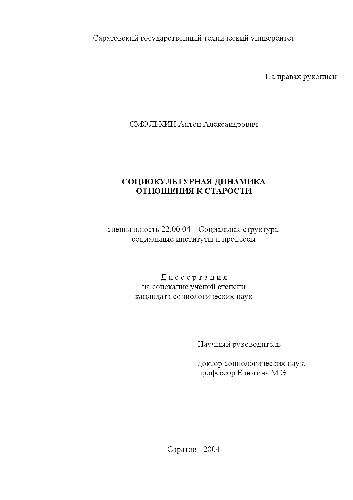 Саратовский государственный технический университет
На правах рукописи
СМОЛЬКИН Антон Александрович
СОЦИОКУЛЬТУРНАЯ ДИНАМИКА
ОТНОШЕНИЯ К СТАРОСТИ
специальность 22.00.04 – Социальная структура,
социальные институты и процессы
Диссертация
на соискание ученой степени
кандидата социологических наук
Научный руководитель
доктор социологических наук
профессор М.Э.
Саратов - 2004